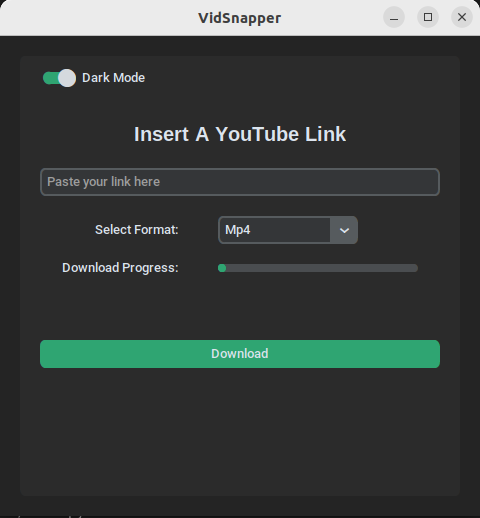 VidSnapper
Dark Mode
Insert A YouTube Link
Paste your link here
Select Format: Mp4
Download Progress:
Download